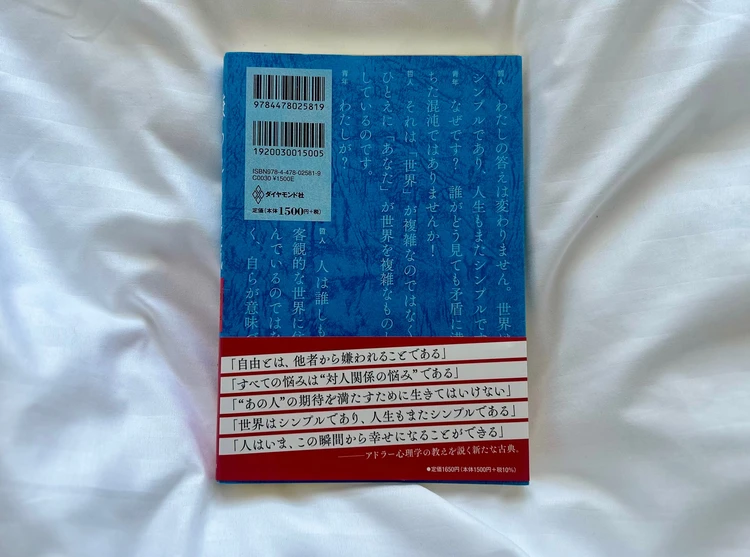 9784478025819
1920030015005
ISBN978-4-478-02581-9
C0030 ¥1500E
ダイヤモンド社
定価(本体1500円+税)
哲人 わたしの答えは変わりません。世界は
シンプルであり、人生もまたシンプルです
青年 なぜです? 誰がどう見ても矛盾に満
ちた混沌ではありませんか!
哲人 それは「世界」が複雑なのではなく
ひとえに「あなた」が世界を複雑なもの
しているのです。
青年 わたしが?
哲人 人は誰しも
客観的な世界に
んでいるのではな
く、自らが意味
「自由とは、他者から嫌われることである」
「すべての悩みは“対人関係の悩み”である」
「“あの人”の期待を満たすために生きてはいけない」
「世界はシンプルであり、人生もまたシンプルである」
「人はいま、この瞬間から幸せになることができる」
――アドラー心理学の教えを説く新たな古典。
●定価1650円(本体1500円+税10%)